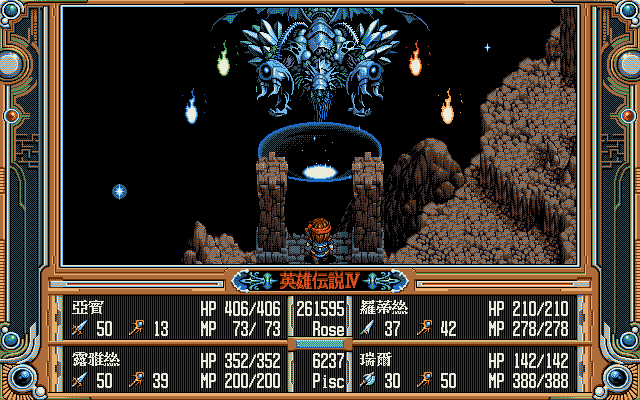 英雄伝説Ⅳ
亞賓 HP 406/406 261595 羅蒂絲 HP 210/210
50 13 MP 73/ 73 Rose 37 42 MP 278/278
露雅絲 HP 352/352 6237 瑞爾 HP 142/142
50 39 MP 200/200 Pisc 30 50 MP 388/388